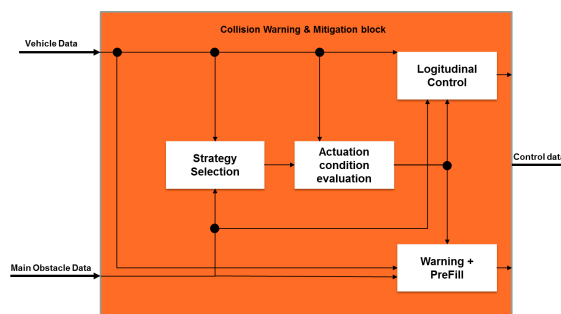 Collision Warning & Mitigation block
Vehicle Data
Logitudinal
Control
Strategy
Selection
Actuation
condition
evaluation
Control data
Main Obstacle Data
Warning +
PreFill